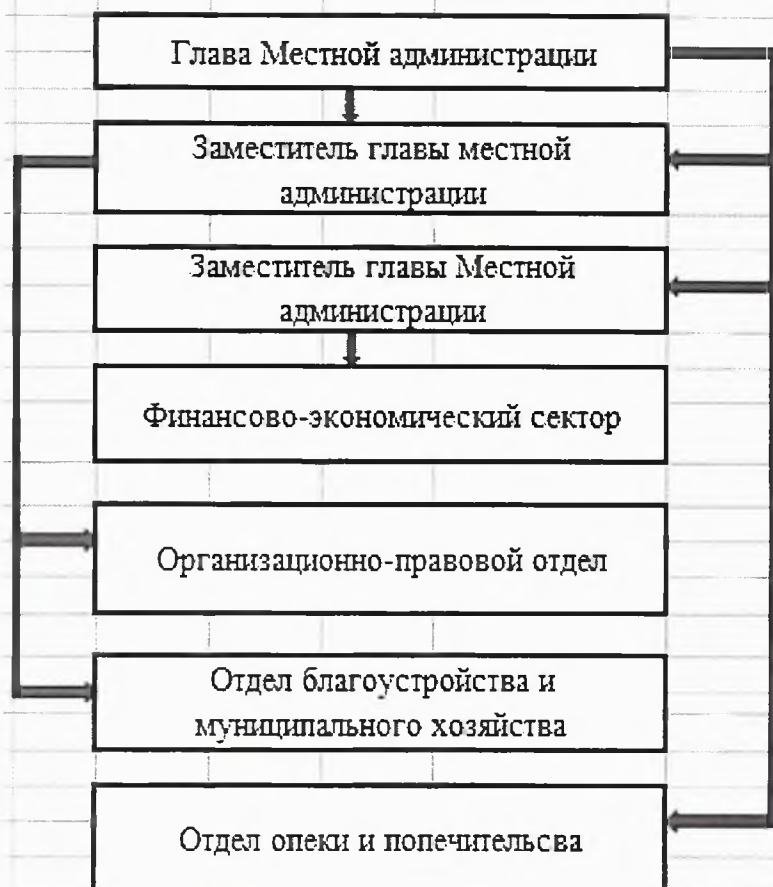 Глава Местной администрации
Заместитель главы местной
администрации
Заместитель главы Местной
администрации
Финансово-экономический сектор
Организационно-правовой отдел
Отдел благоустройства и
муниципального хозяйства
Отдел опеки и попечительсва